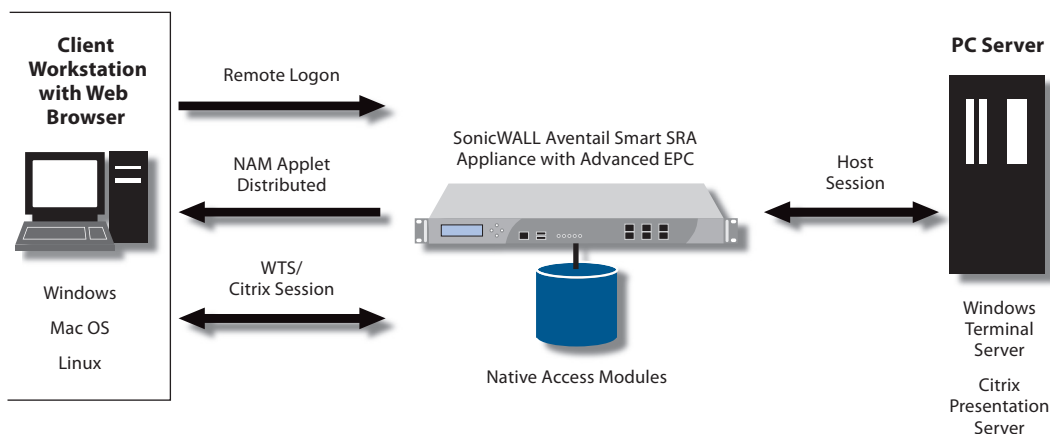 Client
Workstation
with Web
Browser
Windows
Mac OS
Linux
Remote Logon
NAM Applet
Distributed
WTS/
Citrix Session
SonicWALL Aventail Smart SRA
Appliance with Advanced EPC
Native Access Modules
Host
Session
PC Server
Windows
Terminal
Server
Citrix
Presentation
Server